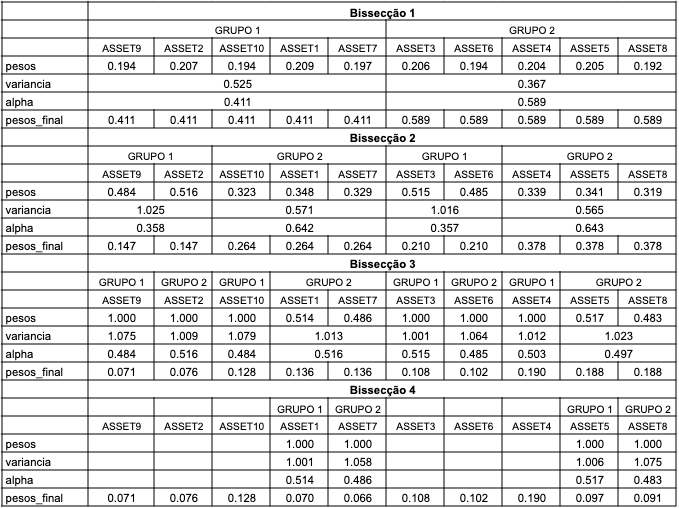 Bissecção 1
GRUPO 1 GRUPO 2
ASSET9 ASSET2 ASSET10 ASSET1 ASSET7 ASSET3 ASSET6 ASSET4 ASSET5 ASSET8
pesos 0.194 0.207 0.194 0.209 0.197 0.206 0.194 0.204 0.205 0.192
variancia 0.525 0.367
alpha 0.411 0.589
pesos_final 0.411 0.411 0.411 0.411 0.411 0.589 0.589 0.589 0.589 0.589
Bissecção 2
GRUPO 1 GRUPO 2 GRUPO 1 GRUPO 2
ASSET9 ASSET2 ASSET10 ASSET1 ASSET7 ASSET3 ASSET6 ASSET4 ASSET5 ASSET8
pesos 0.484 0.516 0.323 0.348 0.329 0.515 0.485 0.339 0.341 0.319
variancia 1.025 0.571 1.016 0.565
alpha 0.358 0.642 0.357 0.643
pesos_final 0.147 0.147 0.264 0.264 0.264 0.210 0.210 0.378 0.378 0.378
Bissecção 3
GRUPO 1 GRUPO 2 GRUPO 1 GRUPO 2 GRUPO 1 GRUPO 2 GRUPO 1 GRUPO 2
ASSET9 ASSET2 ASSET10 ASSET1 ASSET7 ASSET3 ASSET6 ASSET4 ASSET5 ASSET8
pesos 1.000 1.000 1.000 0.514 0.486 1.000 1.000 1.000 0.517 0.483
variancia 1.075 1.009 1.079 1.013 1.001 1.064 1.012 1.023
alpha 0.484 0.516 0.484 0.516 0.515 0.485 0.503 0.497
pesos_final 0.071 0.076 0.128 0.136 0.136 0.108 0.102 0.190 0.188 0.188
Bissecção 4
GRUPO 1 GRUPO 2 GRUPO 1 GRUPO 2
ASSET9 ASSET2 ASSET10 ASSET1 ASSET7 ASSET3 ASSET6 ASSET4 ASSET5 ASSET8
pesos 1.000 1.000 1.000 1.000
variancia 1.001 1.058 1.006 1.075
alpha 0.514 0.486 0.517 0.483
pesos_final 0.071 0.076 0.128 0.070 0.066 0.108 0.102 0.190 0.097 0.091